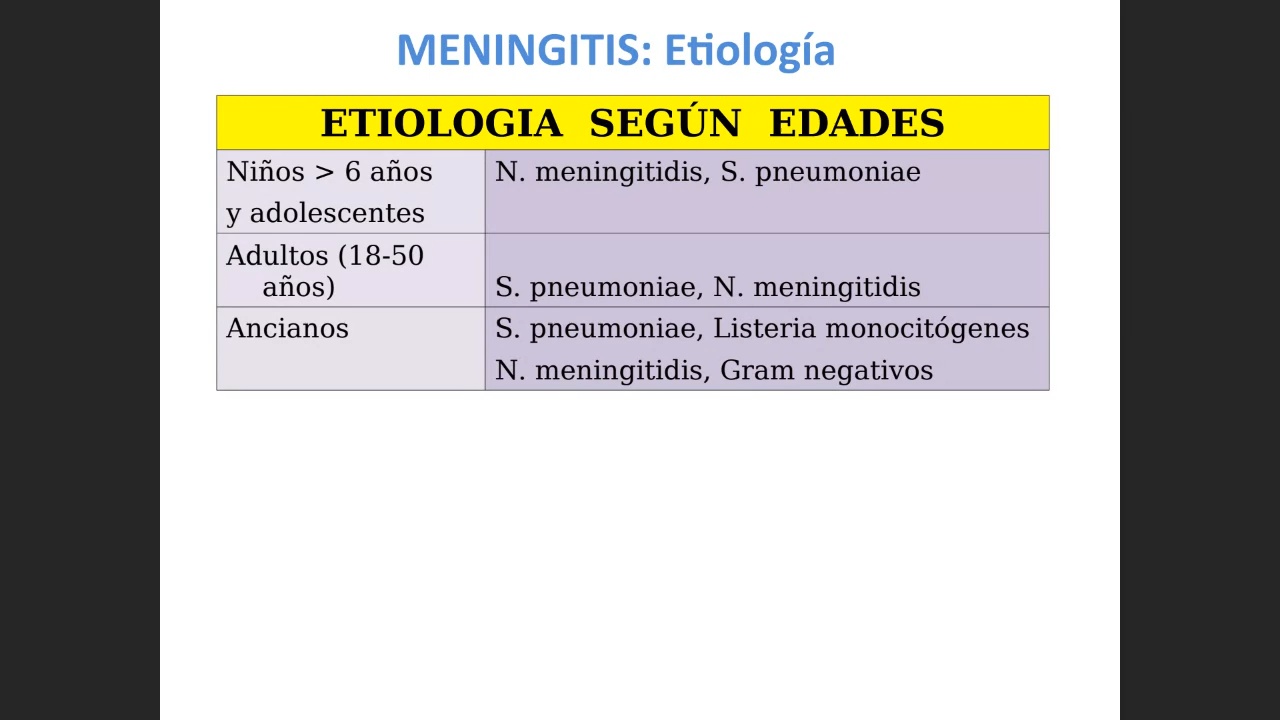 MENINGITIS: Etiología
ETIOLOGIA SEGÚN EDADES
Niños > 6 años
y adolescentes
N. meningitidis, S. pneumoniae
Adultos (18-50
años)
S. pneumoniae, N. meningitidis
Ancianos
S. pneumoniae, Listeria monocitógenes
N. meningitidis, Gram negativos